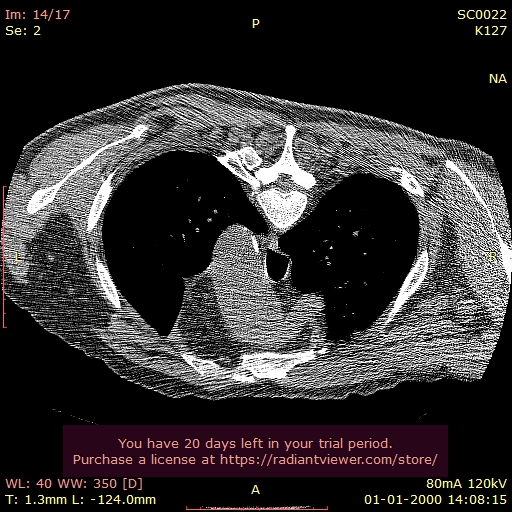 Im: 14/17
Se: 2
P
SC0022
K127
NA
L
R
You have 20 days left in your trial period.
Purchase a license at https://radiantviewer.com/store/
WL: 40 WW: 350 [D]
T: 1.3mm L: -124.0mm
A
80mA 120kV
01-01-2000 14:08:15